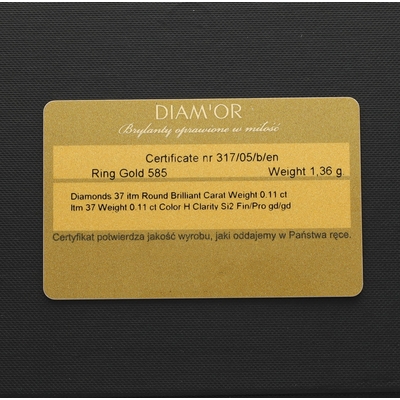 DIAM'OR
Brylanty oprawione w miłość
Certificate nr 317/05/b/en
Ring Gold 585 Weight 1,36 g
Diamonds 37 itm Round Brilliant Carat Weight 0.11 ct
Itm 37 Weight 0.11 ct Color H Clarity Si2 Fin/Pro gd/gd
Certyfikat potwierdza jakość wyrobu, jaki oddajemy w Państwa ręce.